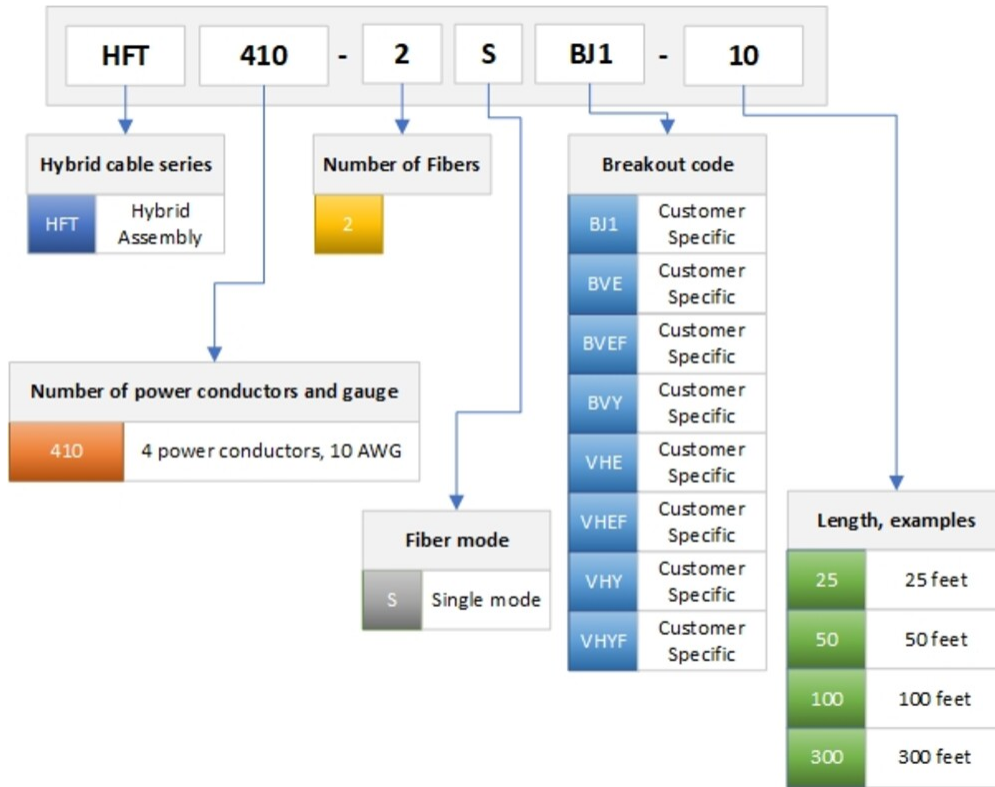 HFT 410 - 2 S BJ1 - 10
Hybrid cable series
HFT Hybrid
Assembly
Number of Fibers
2
Number of power conductors and gauge
410 4 power conductors, 10 AWG
Fiber mode
S Single mode
Breakout code
BJ1 Customer
Specific
BVE Customer
Specific
BVEF Customer
Specific
BVY Customer
Specific
VHE Customer
Specific
VHEF Customer
Specific
VHY Customer
Specific
VHYF Customer
Specific
Length, examples
25 25 feet
50 50 feet
100 100 feet
300 300 feet